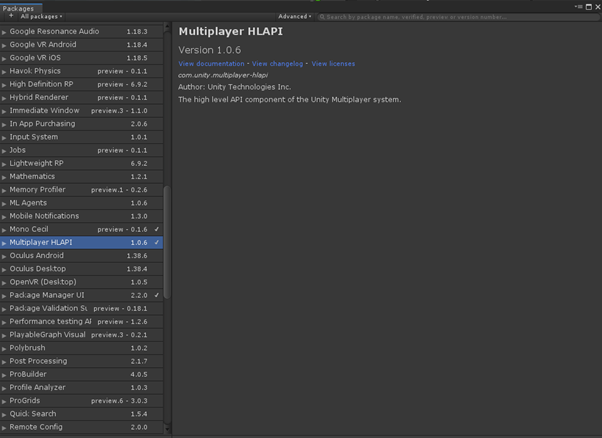 Packages
+ All packages
Advanced
Search by package name, verified, preview or version number...
Google Resonance Audio 1.18.3
Google VR Android 1.18.4
Google VR iOS 1.18.5
Havok Physics preview - 0.1.1
High Definition RP preview - 6.9.2
Hybrid Renderer preview - 0.1.1
Immediate Window preview.3 - 1.1.0
In App Purchasing 2.0.6
Input System 1.0.1
Jobs preview - 0.1.1
Lightweight RP 6.9.2
Mathematics 1.2.1
Memory Profiler preview.1 - 0.2.6
ML Agents 1.0.6
Mobile Notifications 1.3.0
Mono Cecil preview - 0.1.6 ✓
Multiplayer HLAPI 1.0.6 ✓
Oculus Android 1.38.6
Oculus Desktop 1.38.4
OpenVR (Desktop) 1.0.5
Package Manager UI 2.2.0 ✓
Package Validation Su preview - 0.18.1
Performance testing AP preview - 1.2.6
PlayableGraph Visual preview.3 - 0.2.1
Polybrush 1.0.2
Post Processing 2.1.7
ProBuilder 4.0.5
Profile Analyzer 1.0.3
ProGrids preview.6 - 3.0.3
Quick Search 1.5.4
Remote Config 2.0.0
Multiplayer HLAPI
Version 1.0.6
View documentation - View changelog - View licenses
com.unity.multiplayer-hlapi
Author: Unity Technologies Inc.
The high level API component of the Unity Multiplayer system.